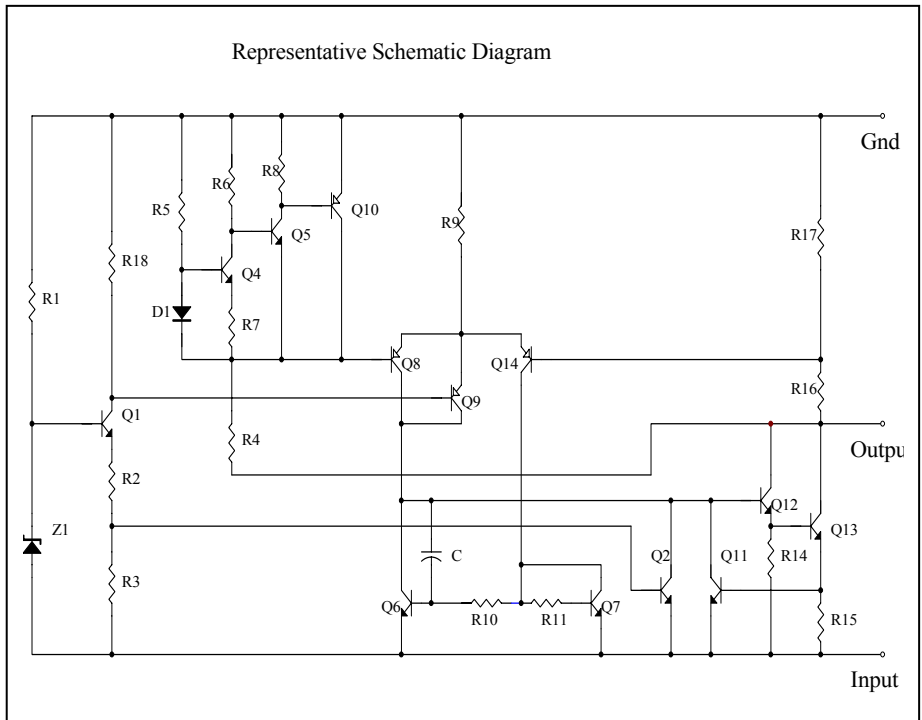 Representative Schematic Diagram
Gnd
R8
R6
R5
Q10
R9
R17
Q5
Q4
R18
R1
D1
R7
Q8
Q14
R16
Q9
Q1
R4
Outpu
R2
Q12
Z1
Q13
C
Q2
Q11
R14
R3
Q6
R10
R11
Q7
R15
Input